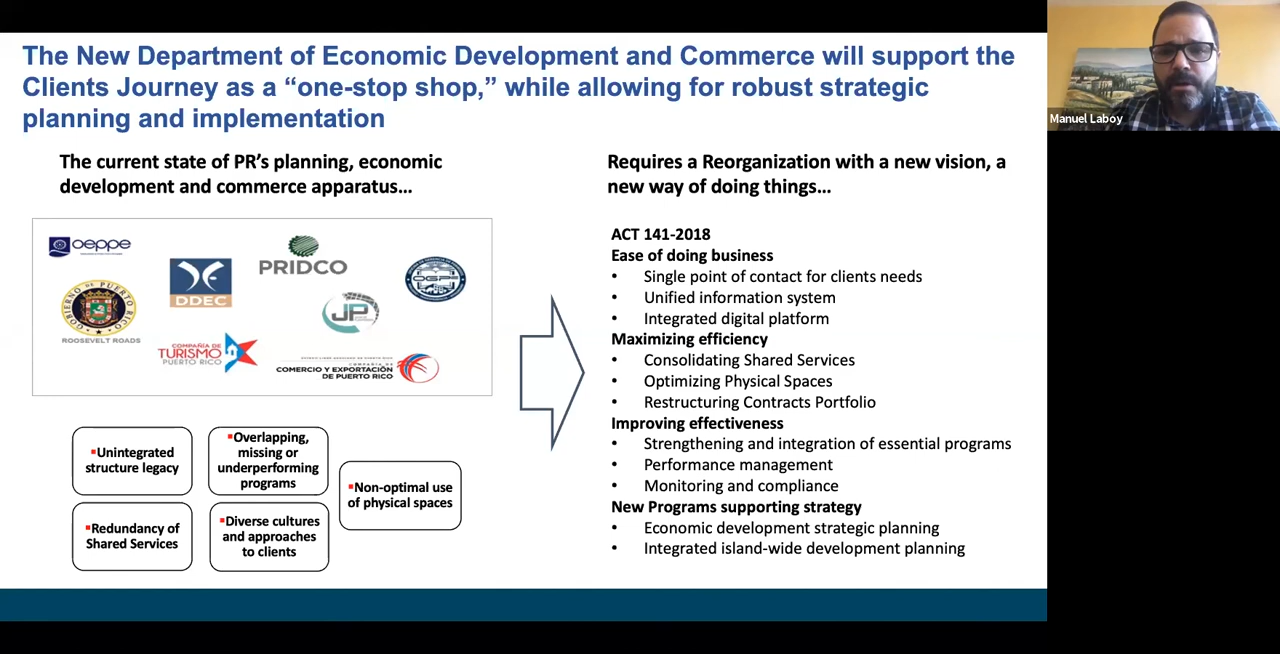 The New Department of Economic Development and Commerce will support the
Clients Journey as a “one-stop shop,” while allowing for robust strategic
planning and implementation
Manuel Laboy
The current state of PR’s planning, economic
development and commerce apparatus…
oeppe
DDEC
PRIDCO
OGPe
GOBIERNO DE PUERTO RICO
ROOSEVELT ROADS
JP
COMPAÑIA DE
TURISMO
PUERTO RICO
COMERCIO Y EXPORTACIÓN
DE PUERTO RICO
▪Unintegrated
structure legacy
▪Overlapping,
missing or
underperforming
programs
▪Non-optimal use
of physical spaces
▪Redundancy of
Shared Services
▪Diverse cultures
and approaches
to clients
Requires a Reorganization with a new vision, a
new way of doing things…
ACT 141-2018
Ease of doing business
• Single point of contact for clients needs
• Unified information system
• Integrated digital platform
Maximizing efficiency
• Consolidating Shared Services
• Optimizing Physical Spaces
• Restructuring Contracts Portfolio
Improving effectiveness
• Strengthening and integration of essential programs
• Performance management
• Monitoring and compliance
New Programs supporting strategy
• Economic development strategic planning
• Integrated island-wide development planning